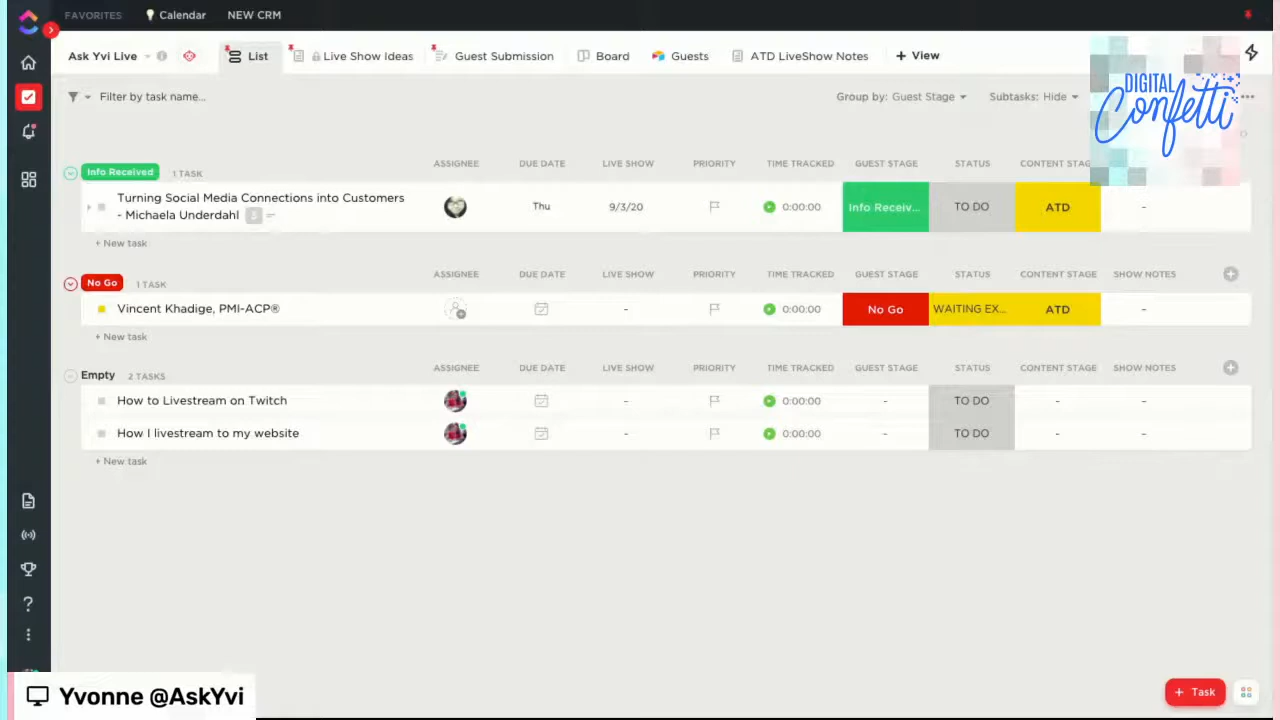 FAVORITES Calendar NEW CRM
Ask Yvi Live List Live Show Ideas Guest Submission Board Guests ATD LiveShow Notes + View
DIGITAL
Confetti
Filter by task name... Group by: Guest Stage Subtasks: Hide
Info Received 1 TASK ASSIGNEE DUE DATE LIVE SHOW PRIORITY TIME TRACKED GUEST STAGE STATUS CONTENT STAG
Turning Social Media Connections into Customers
- Michaela Underdahl 3 Thu 9/3/20 0:00:00 Info Receiv... TO DO ATD -
+ New task
No Go 1 TASK ASSIGNEE DUE DATE LIVE SHOW PRIORITY TIME TRACKED GUEST STAGE STATUS CONTENT STAGE SHOW NOTES
Vincent Khadige, PMI-ACP® - 0:00:00 No Go WAITING EX... ATD -
+ New task
Empty 2 TASKS ASSIGNEE DUE DATE LIVE SHOW PRIORITY TIME TRACKED GUEST STAGE STATUS CONTENT STAGE SHOW NOTES
How to Livestream on Twitch - 0:00:00 - TO DO - -
How I livestream to my website - 0:00:00 - TO DO - -
+ New task
?
+ Task
Yvonne @AskYvi